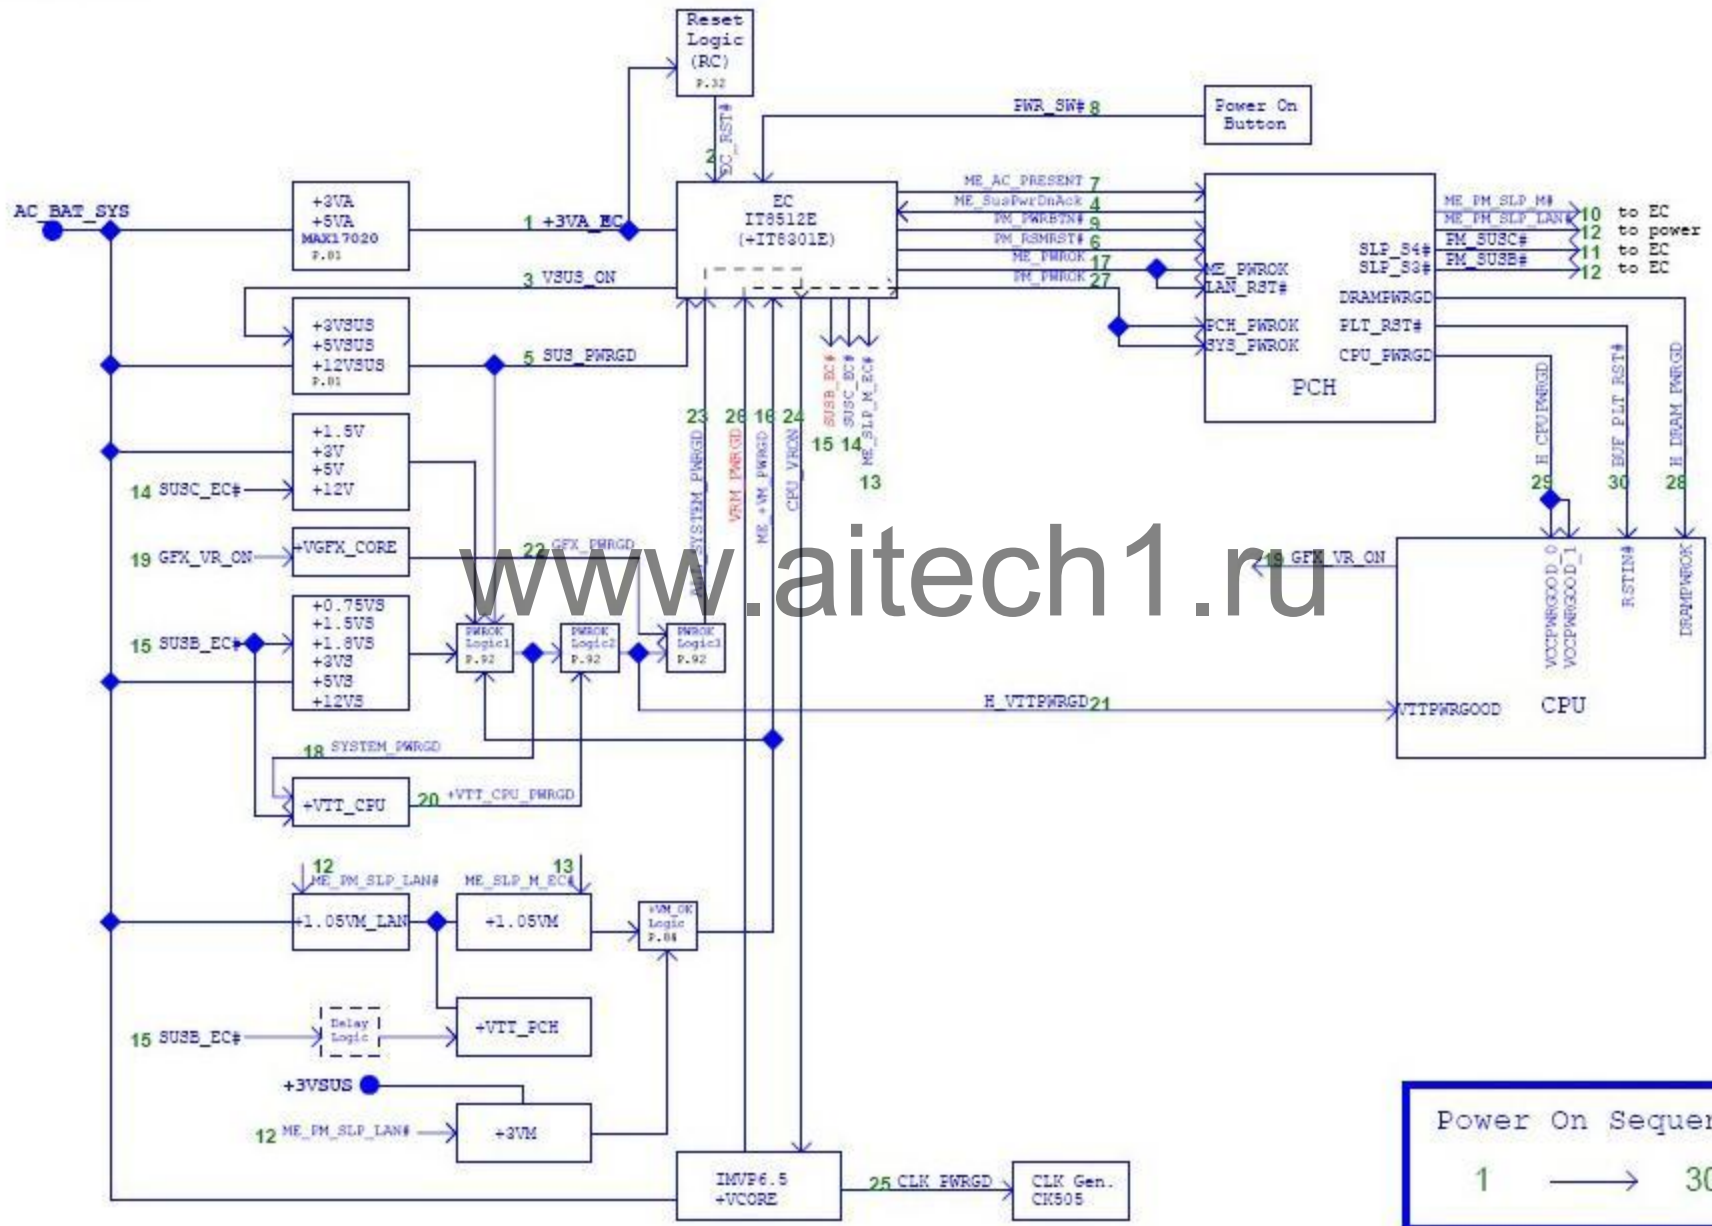 Reset
Logic
(RC)
P.32
EC_RST#
2
PWR_SW# 8
Power On
Button
AC_BAT_SYS
+3VA
+5VA
MAX17020
P.81
1 +3VA_EC
EC
IT8512E
(+IT8301E)
ME_AC_PRESENT 7
ME_SusPwrDnAck 4
PM_PWRBTN# 9
PM_RSMRST# 6
ME_PWROK 17
PM_PWROK 27
ME_PWROK
LAN_RST#
PCH_PWROK
SYS_PWROK
PCH
SLP_S4#
SLP_S3#
DRAMPWRGD
PLT_RST#
CPU_PWRGD
ME_PM_SLP_M# 10 to EC
ME_PM_SLP_LAN# 12 to power
PM_SUSC# 11 to EC
PM_SUSB# 12 to EC
3 VSUS_ON
+3VSUS
+5VSUS
+12VSUS
P.81
5 SUS_PWRGD
23
26 VRM_PWRGD
16 ME_+VM_PWRGD
24 CPU_VRON
15 SUSB_EC#
14 SUSC_EC#
13 ME_SLP_M_EC#
H_CPUPWRGD 29
BUF_PLT_RST# 30
H_DRAM_PWRGD 28
+1.5V
+3V
+5V
+12V
14 SUSC_EC#
+VGFX_CORE
19 GFX_VR_ON
22 GFX_PWRGD
www.aitech1.ru
19 GFX_VR_ON
VCCPWRGOOD_0
VCCPWRGOOD_1
RSTIN#
DRAMPWROK
+0.75VS
+1.5VS
+1.8VS
+3VS
+5VS
+12VS
15 SUSB_EC#
PWROK
Logic1
P.92
PWROK
Logic2
P.92
PWROK
Logic3
P.92
H_VTTPWRGD 21
VTTPWRGOOD
CPU
18 SYSTEM_PWRGD
+VTT_CPU
20 +VTT_CPU_PWRGD
12
ME_PM_SLP_LAN#
13
ME_SLP_M_EC#
+1.05VM_LAN
+1.05VM
+VM_OK
Logic
15 SUSB_EC#
Delay
Logic
+VTT_PCH
+3VSUS
12 ME_PM_SLP_LAN#
+3VM
IMVP6.5
+VCORE
25 CLK_PWRGD
CLK Gen.
CK505
Power On Sequen
1 30